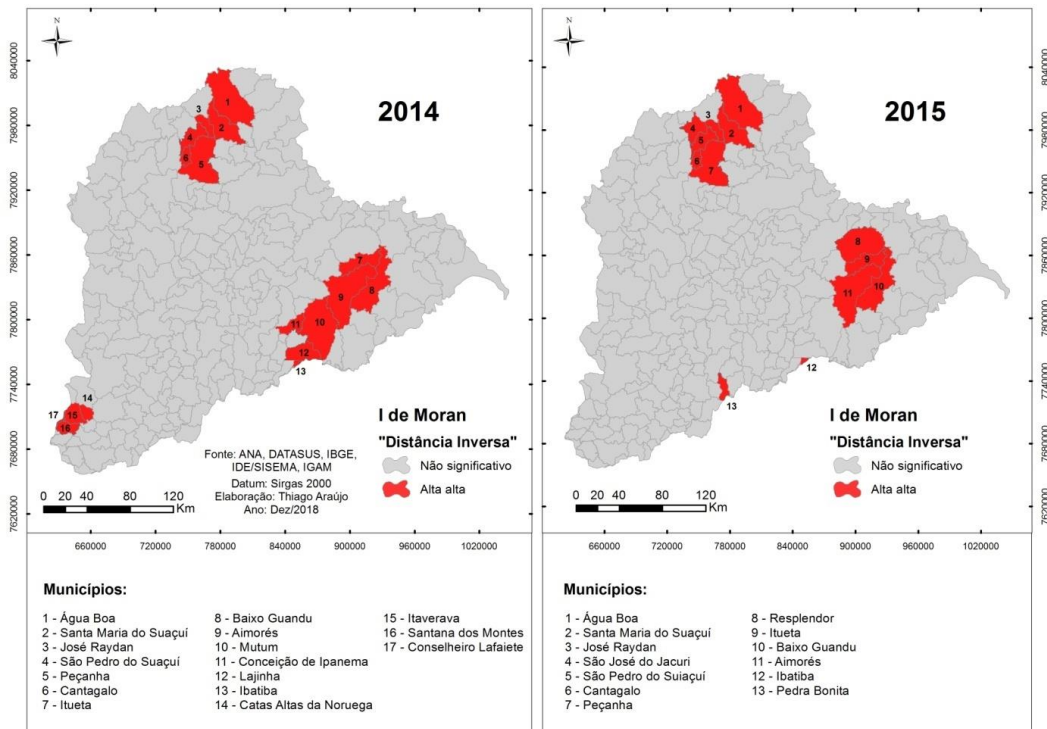 N
2014
8040000
7980000
7920000
7860000
7800000
7740000
7680000
7620000
1
3
2
4
6
5
7
8
9
11
10
12
13
14
17
15
16
I de Moran
"Distância Inversa"
Não significativo
Alta alta
Fonte: ANA, DATASUS, IBGE,
IDE/SISEMA, IGAM
Datum: Sirgas 2000
Elaboração: Thiago Araújo
Ano: Dez/2018
0 20 40 80 120
Km
660000 720000 780000 840000 900000 960000 1020000
Municípios:
1 - Água Boa
2 - Santa Maria do Suaçuí
3 - José Raydan
4 - São Pedro do Suaçuí
5 - Peçanha
6 - Cantagalo
7 - Itueta
8 - Baixo Guandu
9 - Aimorés
10 - Mutum
11 - Conceição de Ipanema
12 - Lajinha
13 - Ibatiba
14 - Catas Altas da Noruega
15 - Itaverava
16 - Santana dos Montes
17 - Conselheiro Lafaiete
N
2015
8040000
7980000
7920000
7860000
7800000
7740000
7680000
7620000
1
3
4
2
5
6
7
8
9
10
11
12
13
I de Moran
"Distância Inversa"
Não significativo
Alta alta
0 20 40 80 120
Km
660000 720000 780000 840000 900000 960000 1020000
Municípios:
1 - Água Boa
2 - Santa Maria do Suaçuí
3 - José Raydan
4 - São José do Jacuri
5 - São Pedro do Suiaçuí
6 - Cantagalo
7 - Peçanha
8 - Resplendor
9 - Itueta
10 - Baixo Guandu
11 - Aimorés
12 - Ibatiba
13 - Pedra Bonita